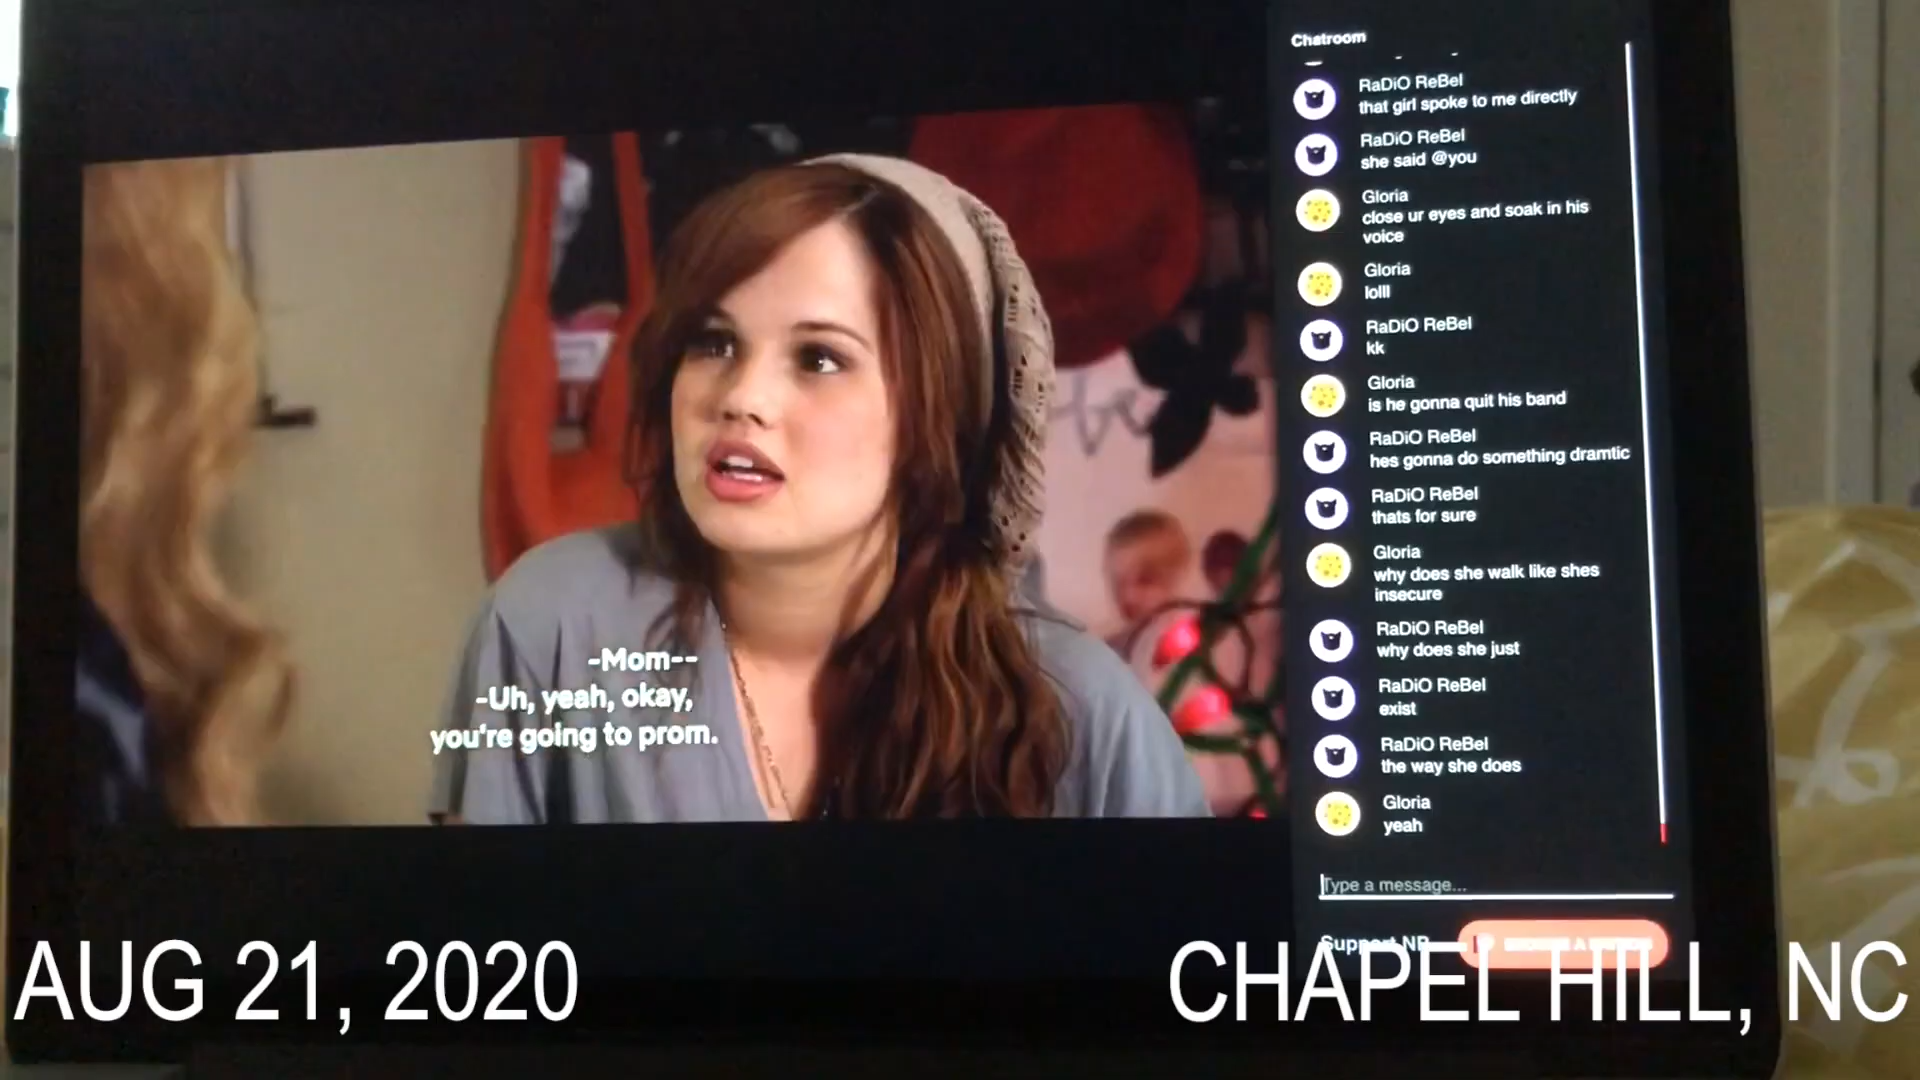 Chatroom
RaDiO ReBel
that girl spoke to me directly
RaDiO ReBel
she said @you
Gloria
close ur eyes and soak in his
voice
Gloria
lolll
RaDiO ReBel
kk
Gloria
is he gonna quit his band
RaDiO ReBel
hes gonna do something dramtic
RaDiO ReBel
thats for sure
Gloria
why does she walk like shes
insecure
RaDiO ReBel
why does she just
RaDiO ReBel
exist
RaDiO ReBel
the way she does
Gloria
yeah
Type a message...
Support NP
-Mom--
-Uh, yeah, okay,
you're going to prom.
AUG 21, 2020
CHAPEL HILL, NC